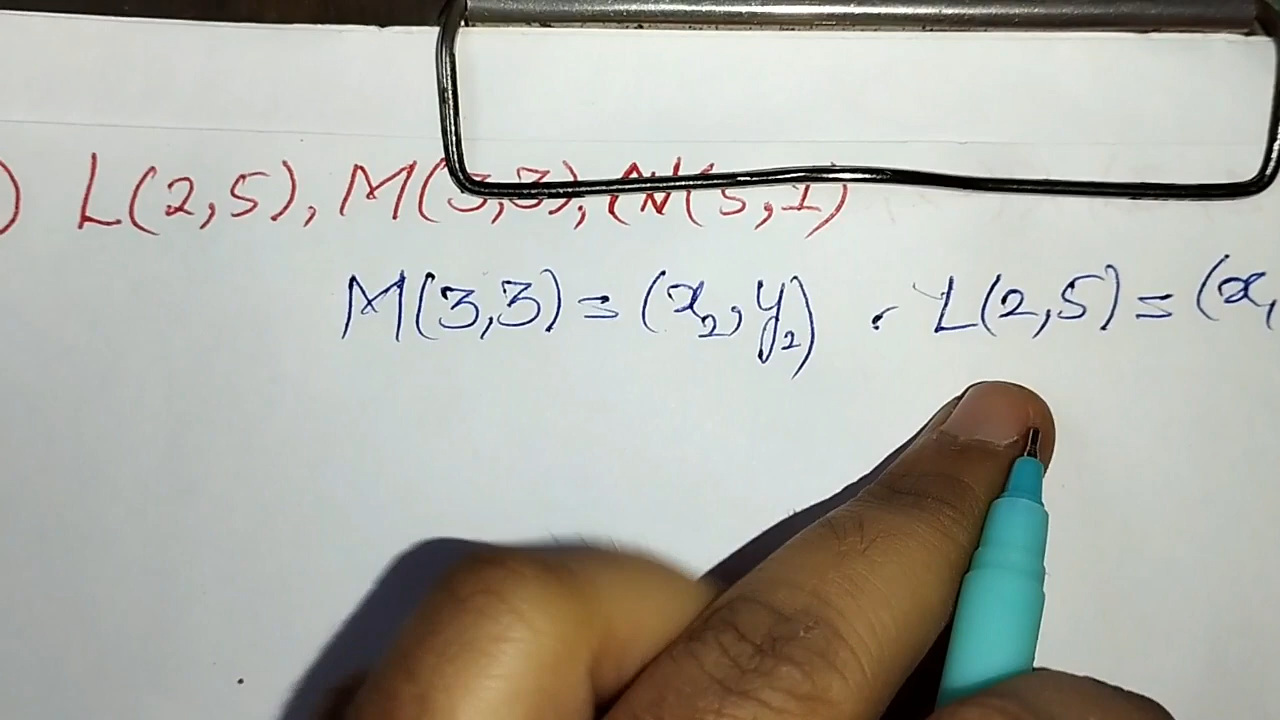 ) L(2,5), M(3,3), (N(5,1)
M(3,3) = (x₂, y₂) . L(2,5) = (x,